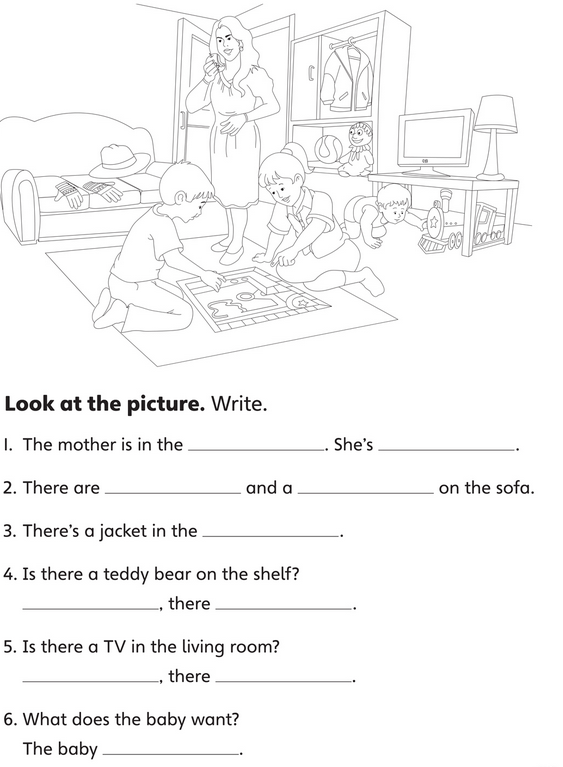 Look at the picture. Write.
1. The mother is in the ______________. She's ______________.
2. There are ______________ and a ______________ on the sofa.
3. There's a jacket in the ______________.
4. Is there a teddy bear on the shelf?
______________, there ______________.
5. Is there a TV in the living room?
______________, there ______________.
6. What does the baby want?
The baby ______________.